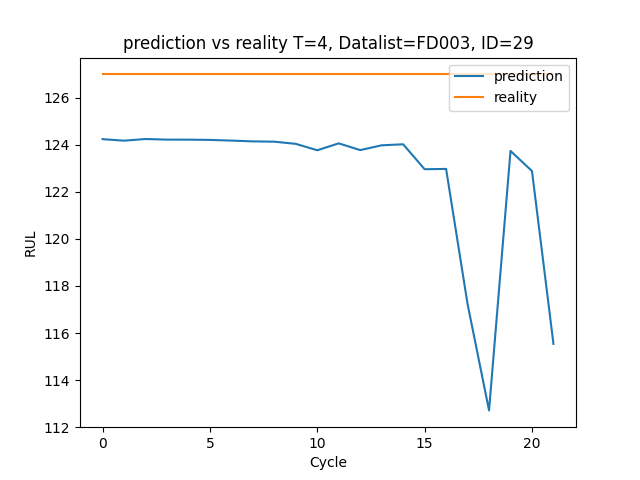 prediction vs reality T=4, Datalist=FD003, ID=29
prediction
reality
126
124
122
120
118
116
114
112
RUL
0 5 10 15 20
Cycle